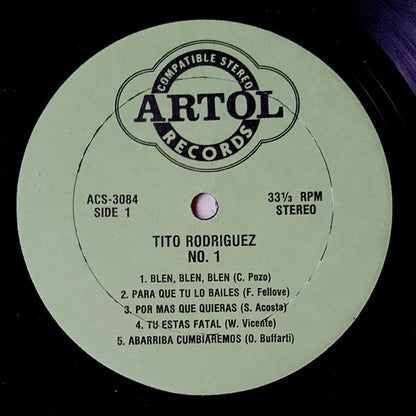 COMPATIBLE STEREO
ARTOL
RECORDS
ACS-3084
SIDE 1
33⅓ RPM
STEREO
TITO RODRIGUEZ
NO. 1
1. BLEN, BLEN, BLEN (C. Pozo)
2. PARA QUE TU LO BAILES (F. Fellove)
3. POR MAS QUE QUIERAS (S. Acosta)
4. TU ESTAS FATAL (W. Vicente)
5. ABARRIBA CUMBIAREMOS (O. Buffarti)